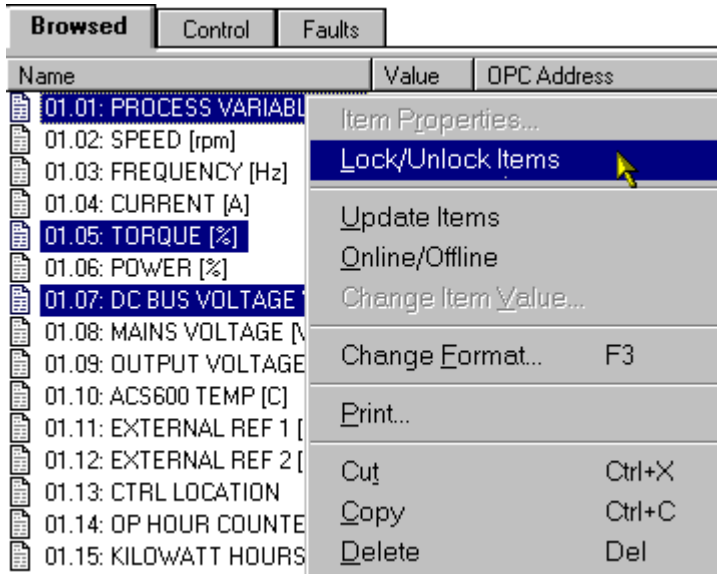 Browsed Control Faults
Name Value OPC Address
01.01: PROCESS VARIABL
01.02: SPEED [rpm]
01.03: FREQUENCY [Hz]
01.04: CURRENT [A]
01.05: TORQUE [%]
01.06: POWER [%]
01.07: DC BUS VOLTAGE
01.08: MAINS VOLTAGE
01.09: OUTPUT VOLTAGE
01.10: ACS600 TEMP [C]
01.11: EXTERNAL REF 1 [
01.12: EXTERNAL REF 2 [
01.13: CTRL LOCATION
01.14: OP HOUR COUNTE
01.15: KILOWATT HOURS
Item Properties...
Lock/Unlock Items
Update Items
Online/Offline
Change Item Value...
Change Format... F3
Print...
Cut Ctrl+X
Copy Ctrl+C
Delete Del